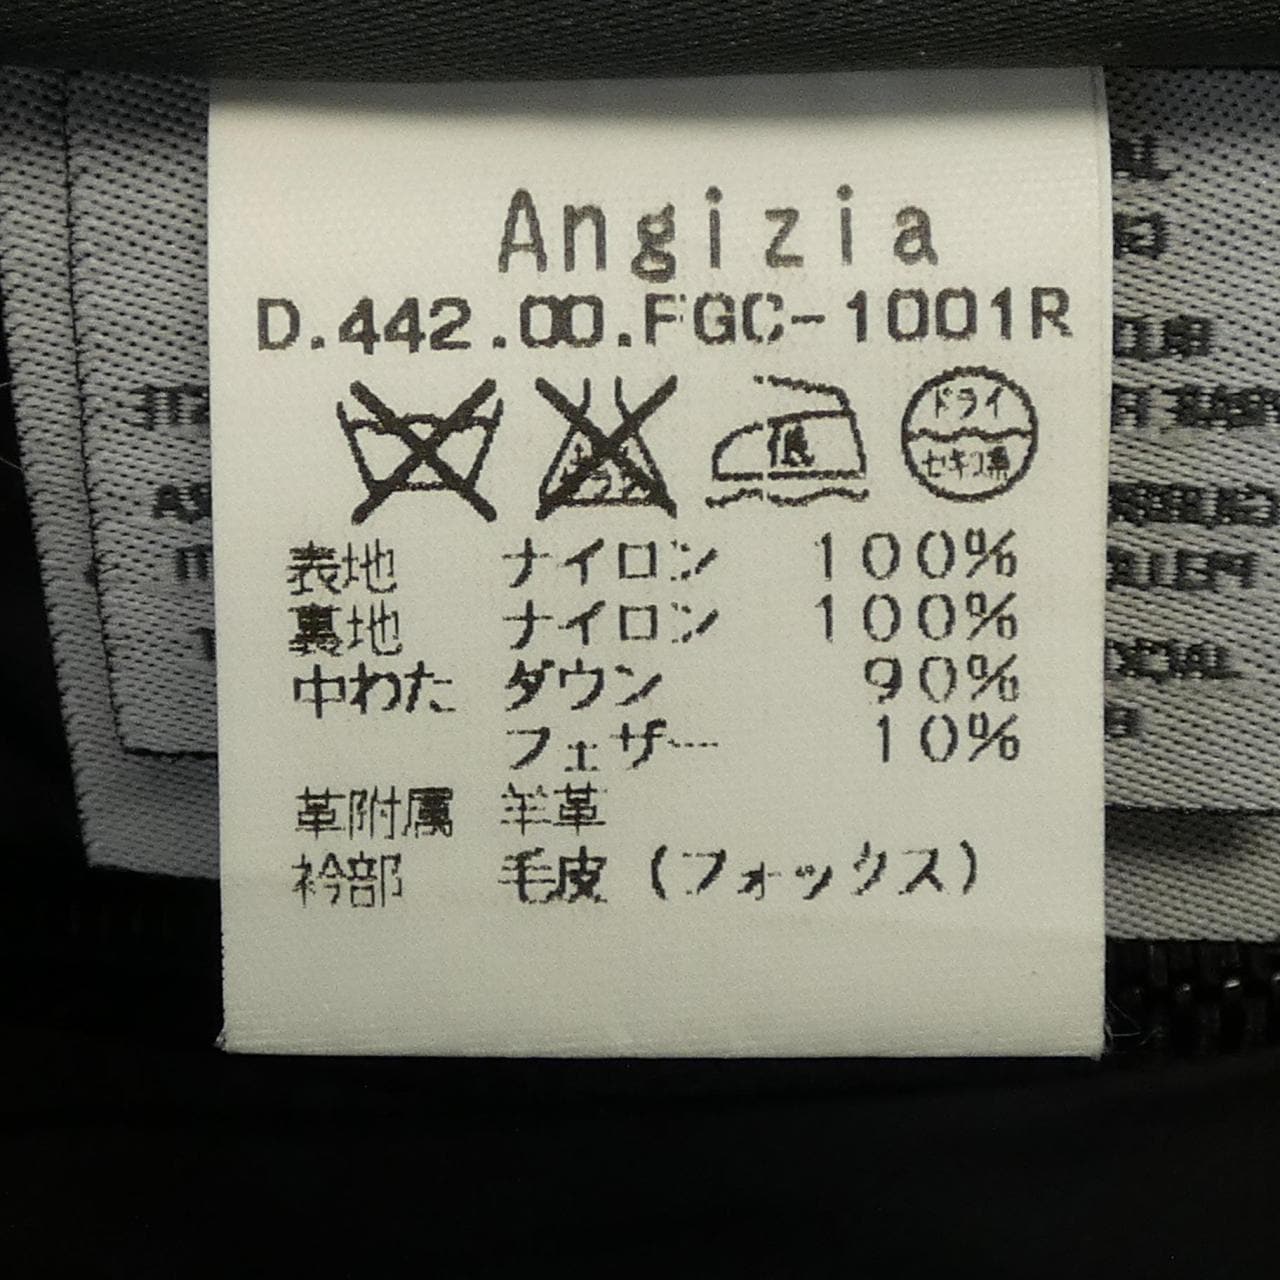 Angizia
D.442.00.FGC-1001R
低
ドライ
セキユ系
表地 ナイロン 100%
裏地 ナイロン 100%
中わた ダウン 90%
フェザー 10%
革附属 羊革
衿部 毛皮(フォックス)